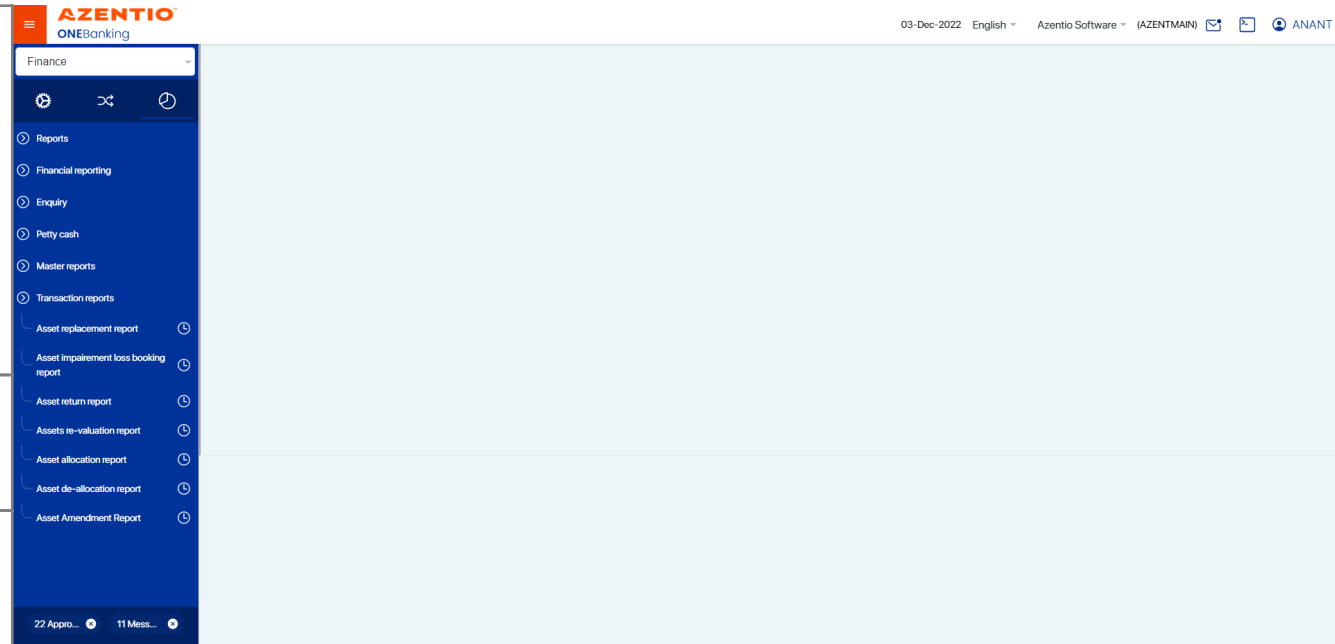 AZENTIO
ONEBanking
03-Dec-2022 English Azentio Software (AZENTMAIN) ANANT
Finance
Reports
Financial reporting
Enquiry
Petty cash
Master reports
Transaction reports
Asset replacement report
Asset impairement loss booking
report
Asset return report
Assets re-valuation report
Asset allocation report
Asset de-allocation report
Asset Amendment Report
22 Appro... 11 Mess...